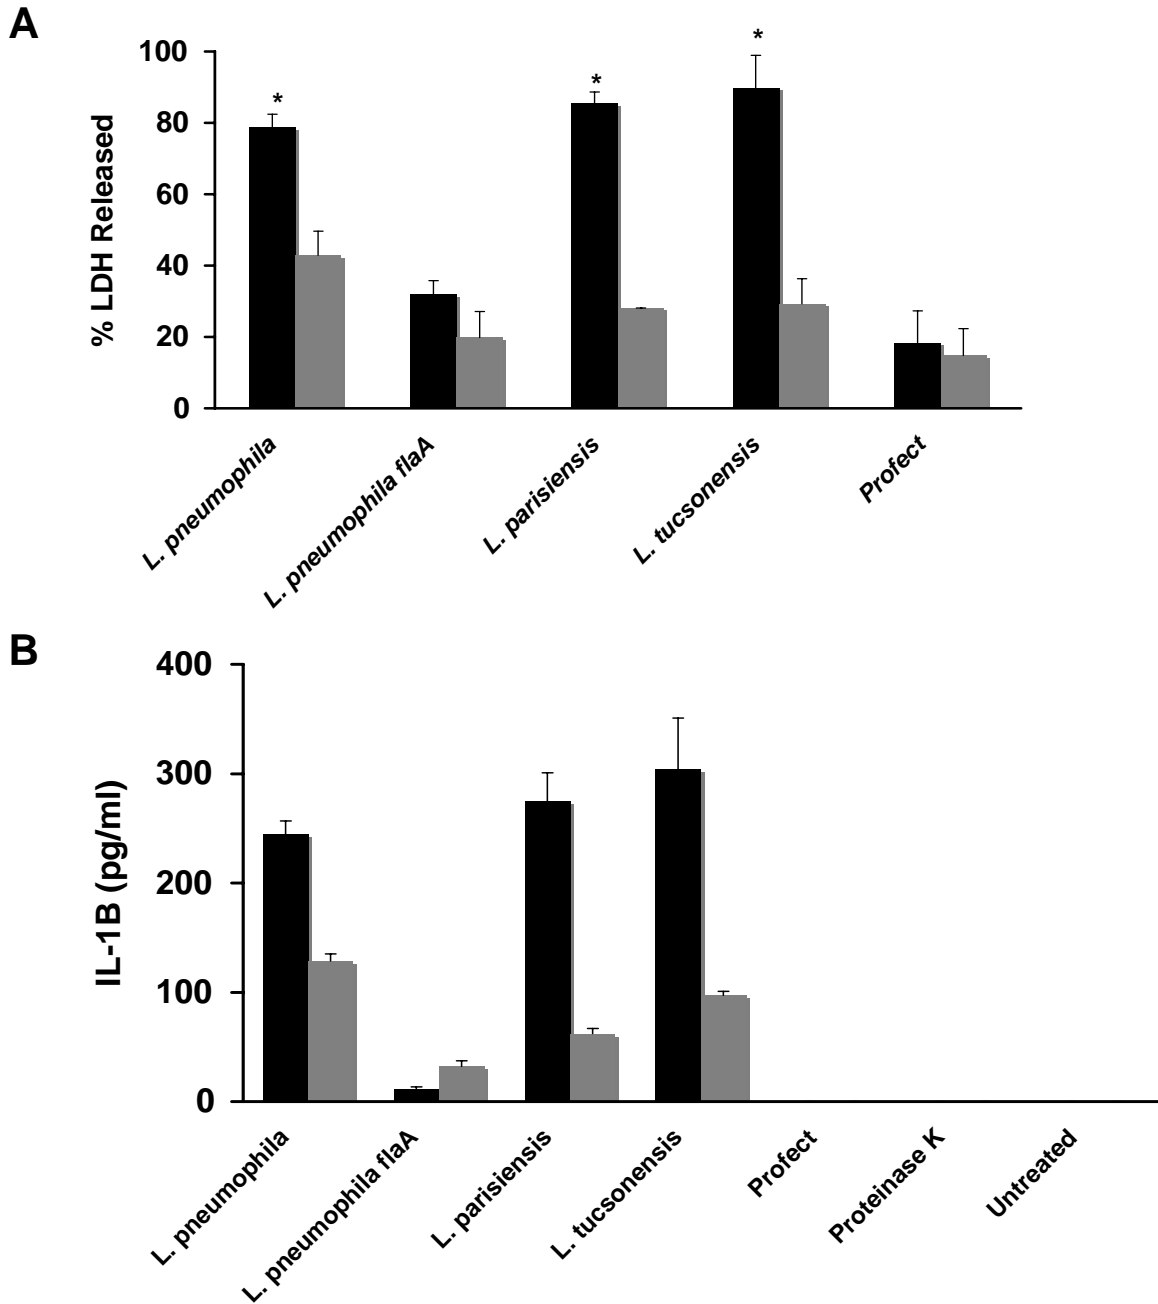 A
% LDH Released
100
80
60
40
20
0
*
*
*
L. pneumophila
L. pneumophila flaA
L. parisiensis
L. tucsonensis
Profect
B
IL-1B (pg/ml)
400
300
200
100
0
L. pneumophila
L. pneumophila flaA
L. parisiensis
L. tucsonensis
Profect
Proteinase K
Untreated